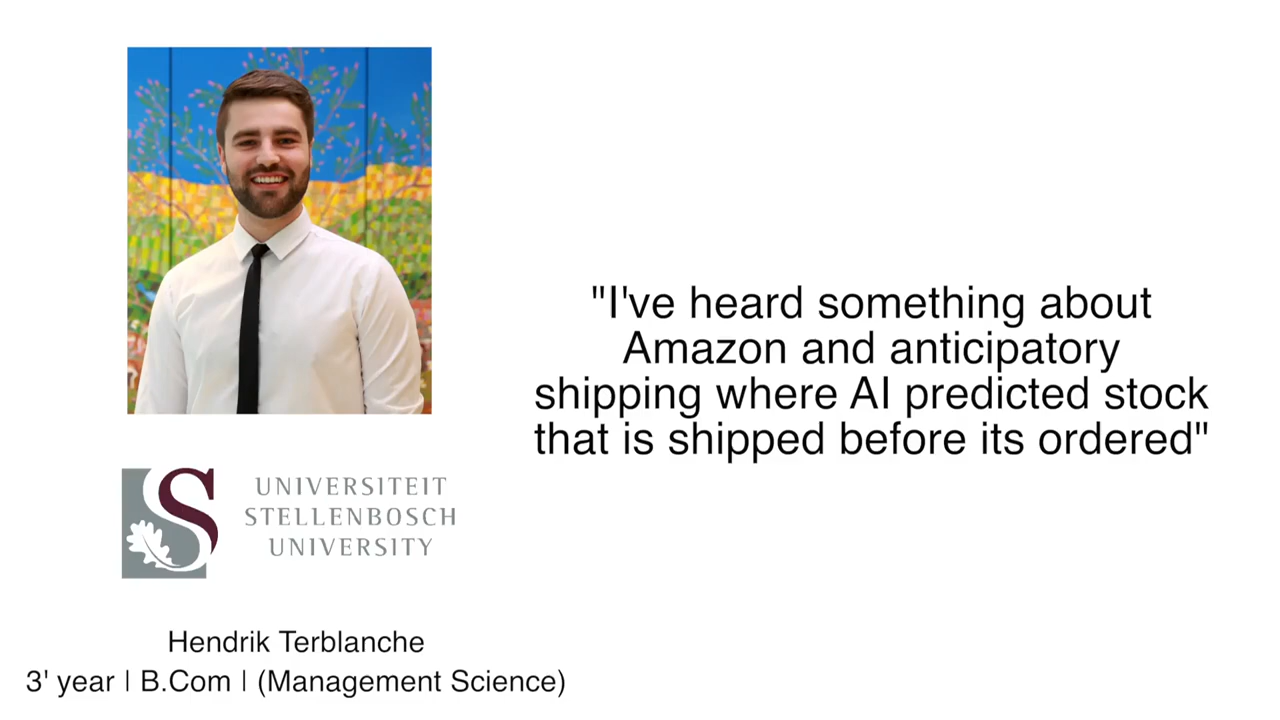 "I've heard something about
Amazon and anticipatory
shipping where AI predicted stock
that is shipped before its ordered"
UNIVERSITEIT
STELLENBOSCH
UNIVERSITY
Hendrik Terblanche
3' year | B.Com | (Management Science)